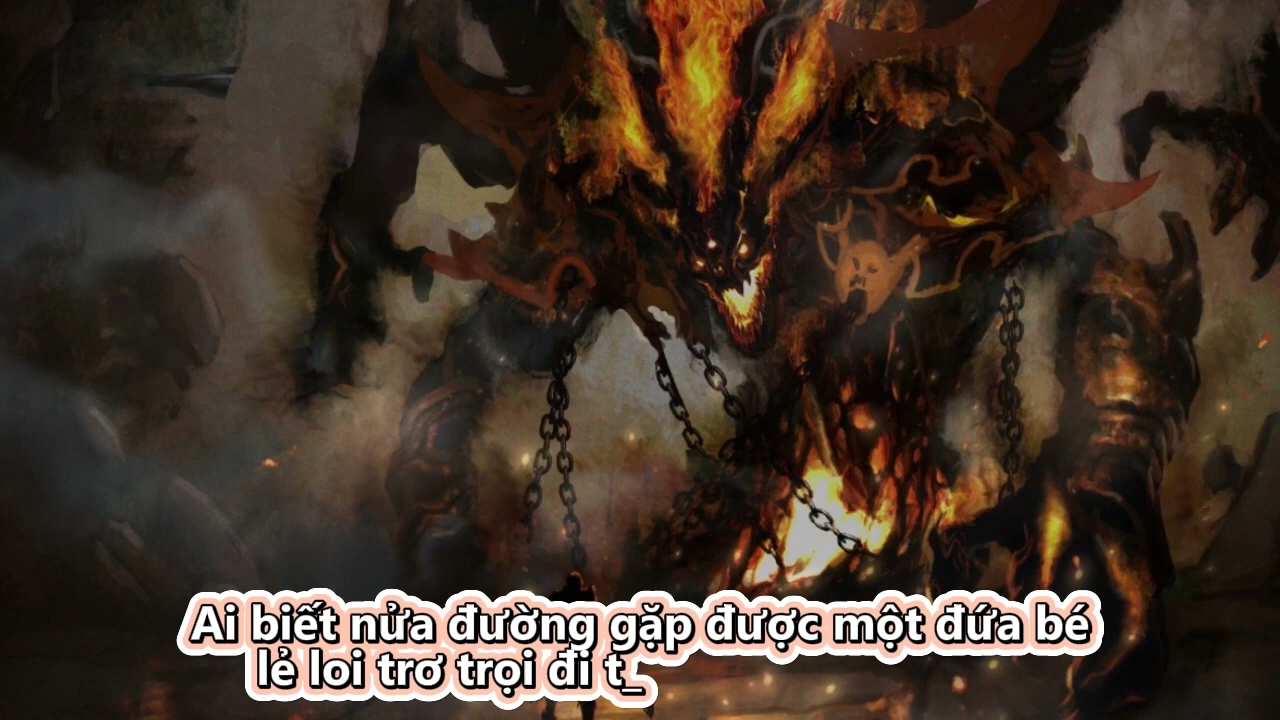 Ai biết nửa đường gặp được một đứa bé
lẻ loi trơ trọi đi t_